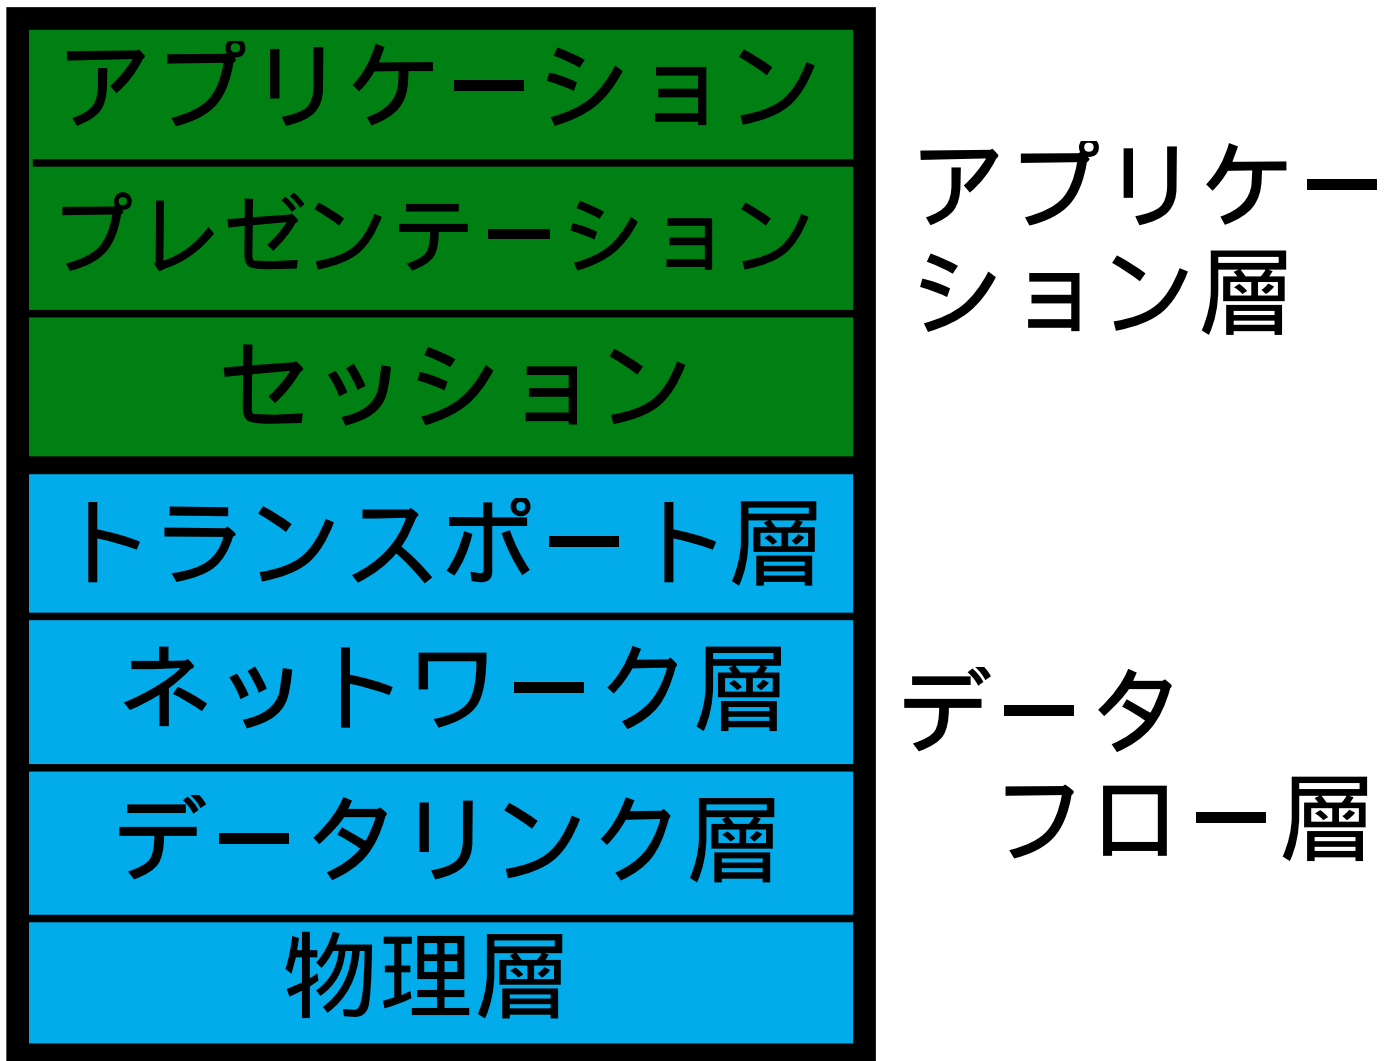 アプリケーション
プレゼンテーション
セッション
トランスポート層
ネットワーク層
データリンク層
物理層
アプリケー
ション層
データ
フロー層